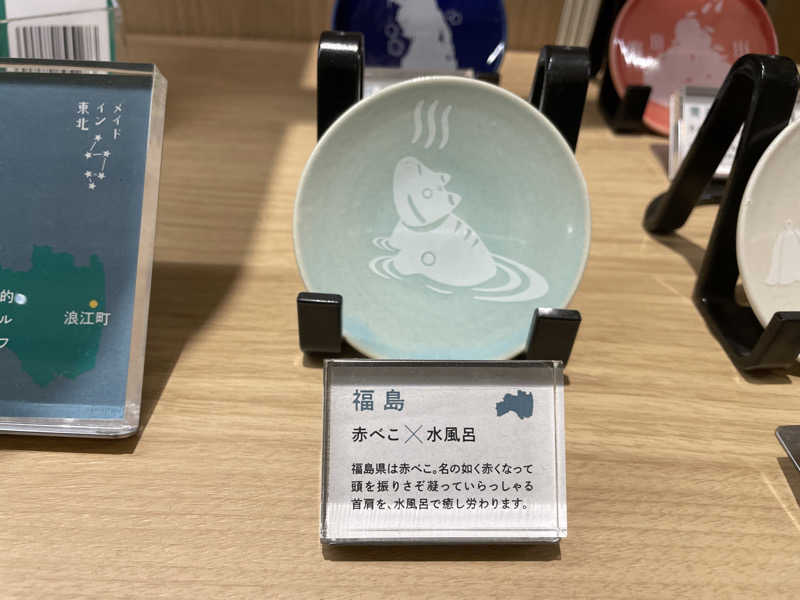 メイド
イン
東北
的
ル
フ
浪江町
福島
赤べこ×水風呂
福島県は赤べこ。名の如く赤くなって
頭を振りさぞ凝っていらっしゃる
首肩を、水風呂で癒し労わります。